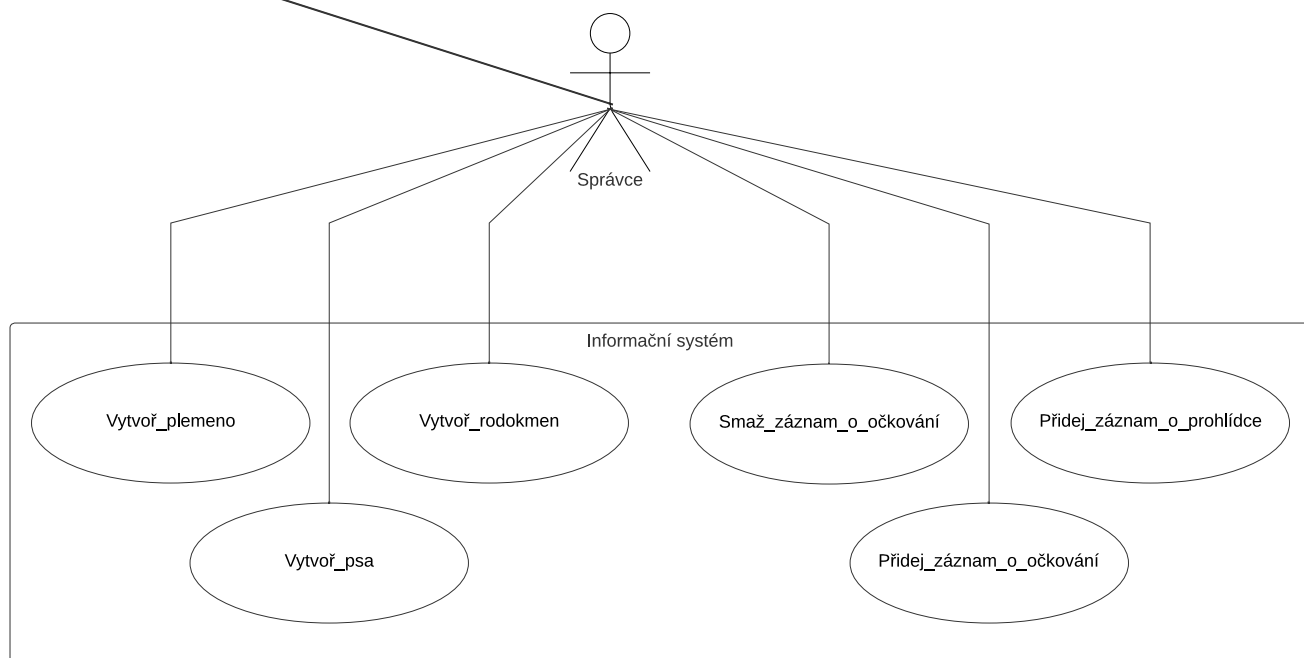 Správce
Informační systém
Vytvoř_plemeno
Vytvoř_rodokmen
Smaž_záznam_o_očkování
Přidej_záznam_o_prohlídce
Vytvoř_psa
Přidej_záznam_o_očkování